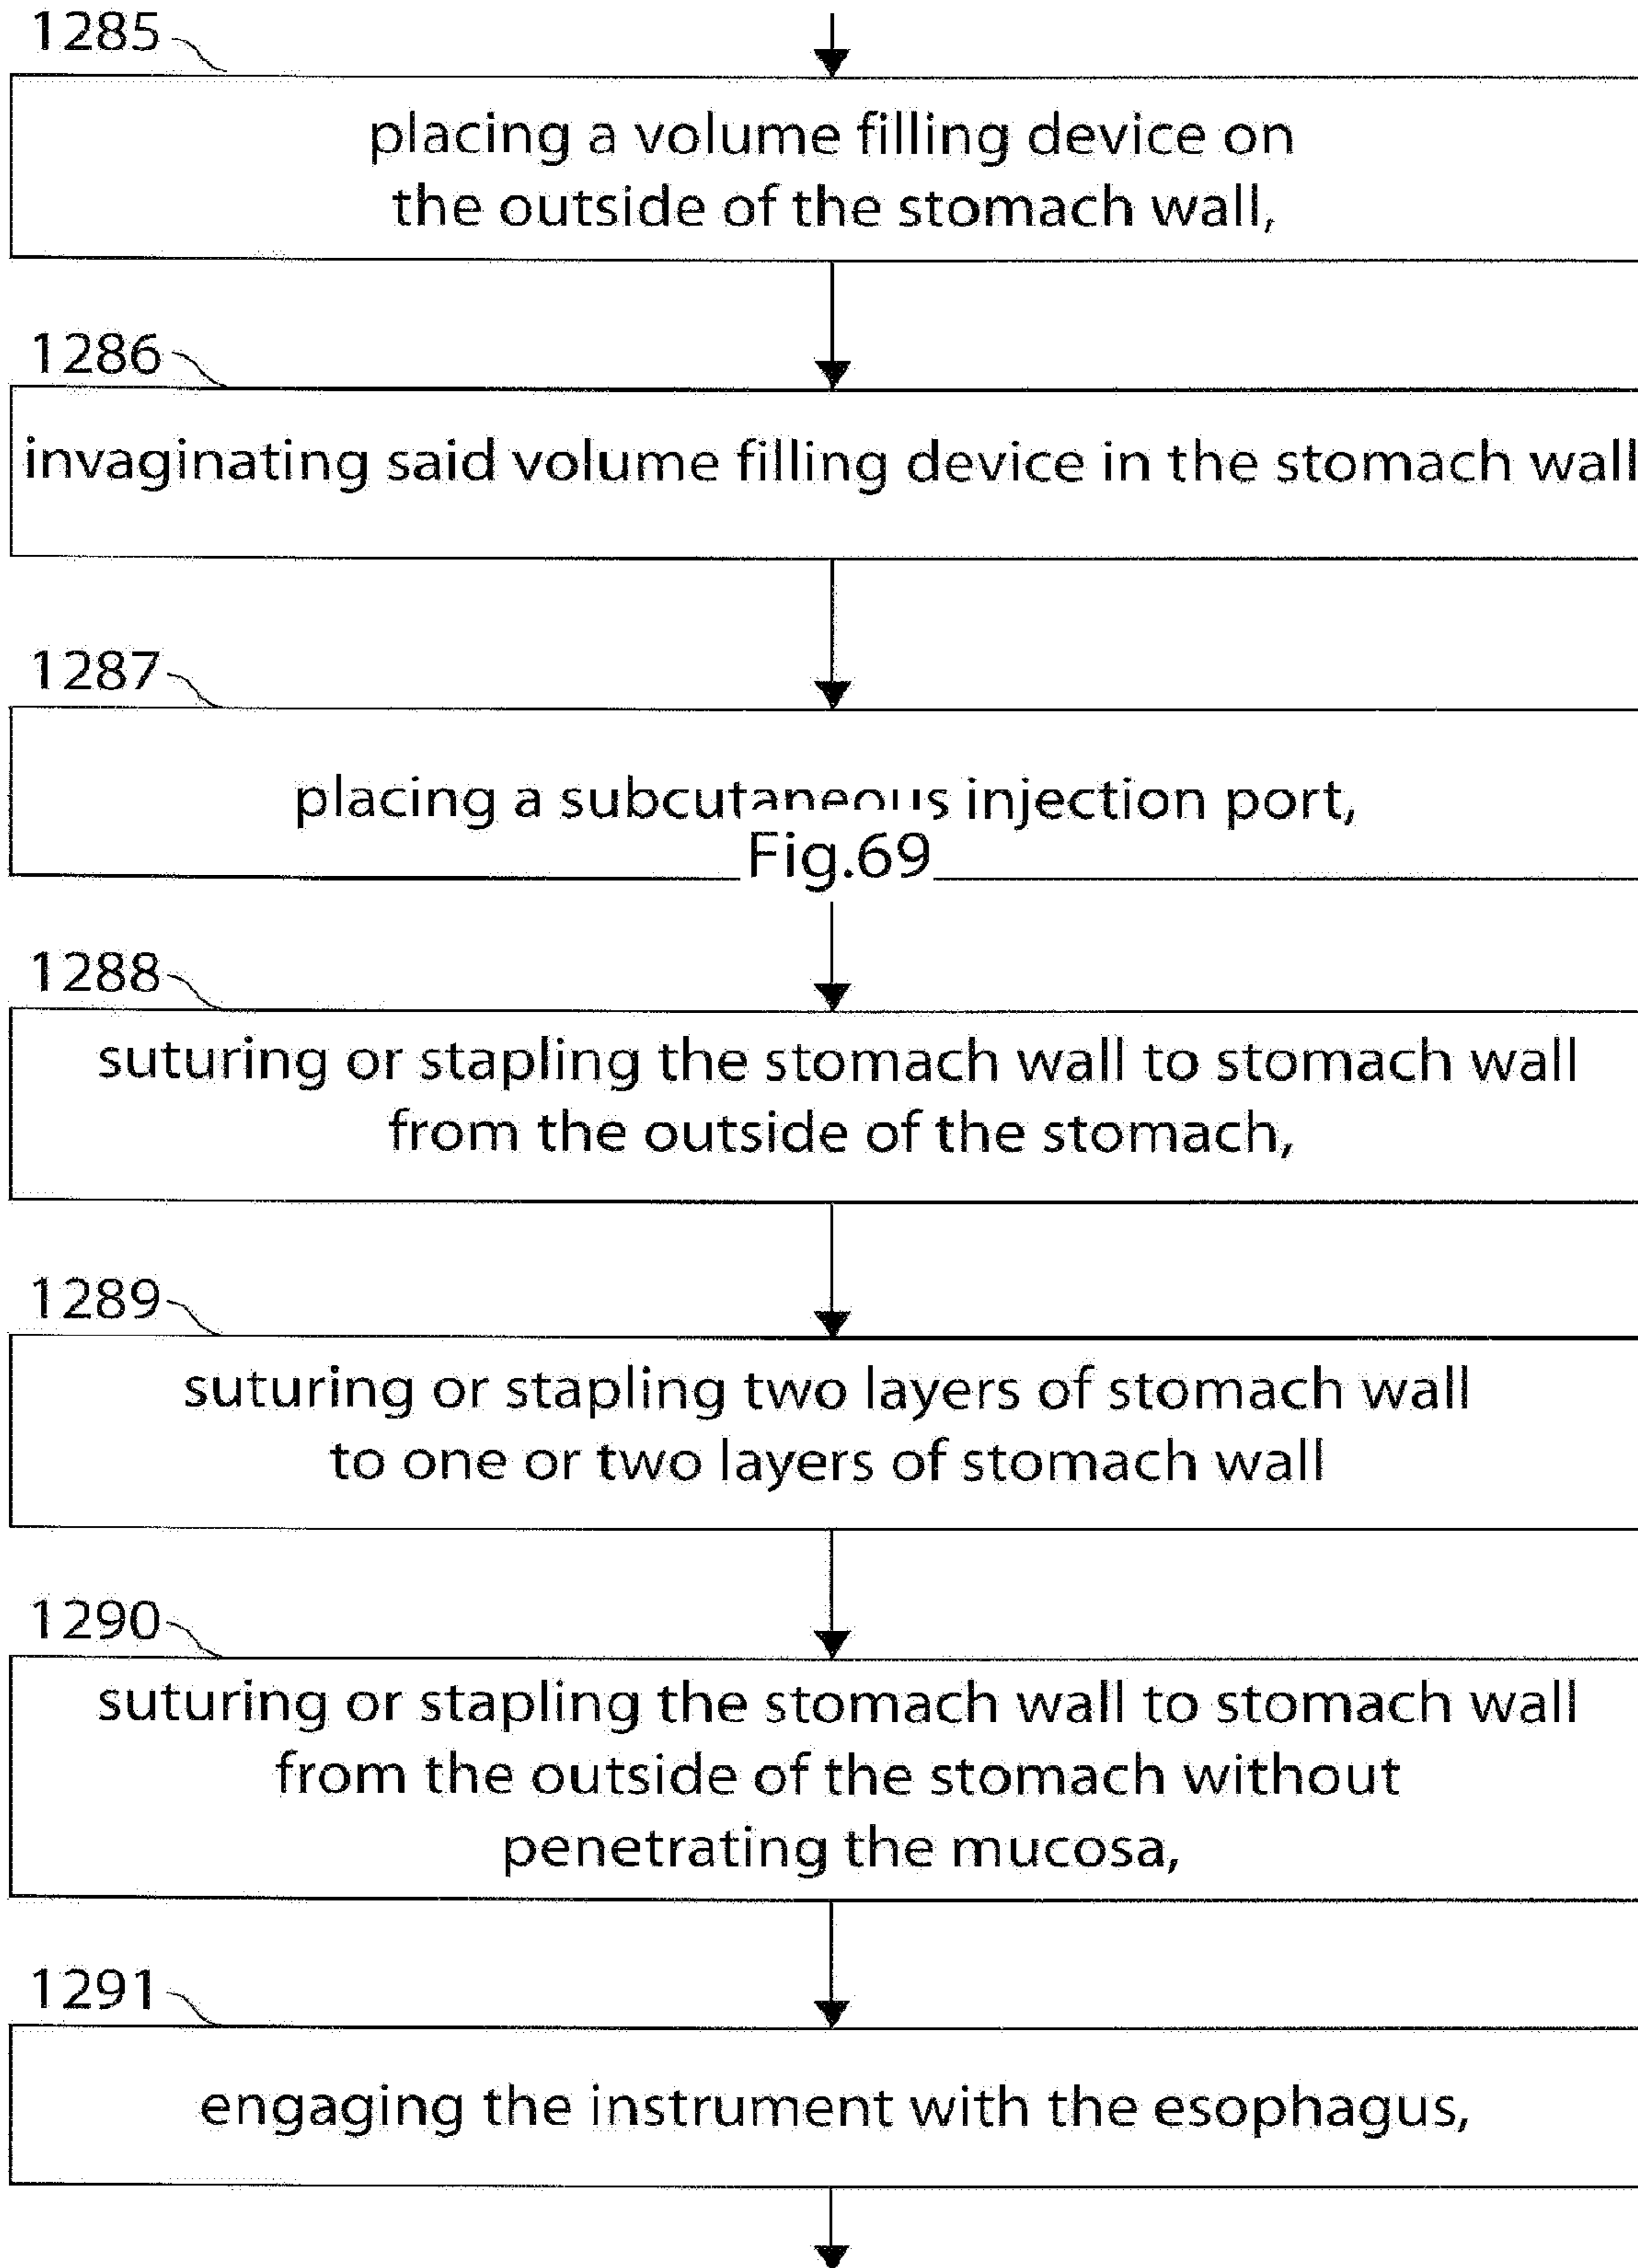 1285
placing a volume filling device on
the outside of the stomach wall,
1286
invaginating said volume filling device in the stomach wall
1287
placing a subcutaneous injection port,
Fig.69
1288
suturing or stapling the stomach wall to stomach wall
from the outside of the stomach,
1289
suturing or stapling two layers of stomach wall
to one or two layers of stomach wall
1290
suturing or stapling the stomach wall to stomach wall
from the outside of the stomach without
penetrating the mucosa,
1291
engaging the instrument with the esophagus,